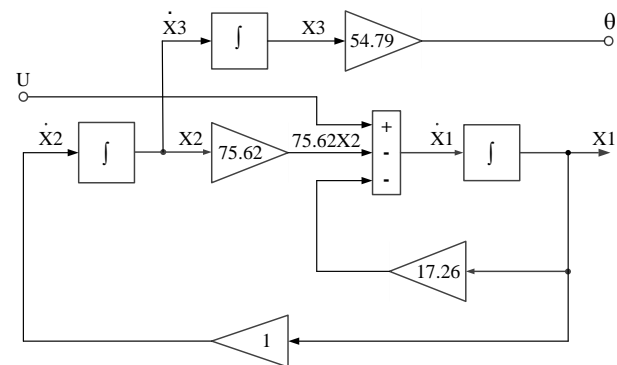 Ẋ3
∫
X3
54.79
θ
U
Ẋ2
∫
X2
75.62
75.62X2
+
-
-
Ẋ1
∫
X1
17.26
1